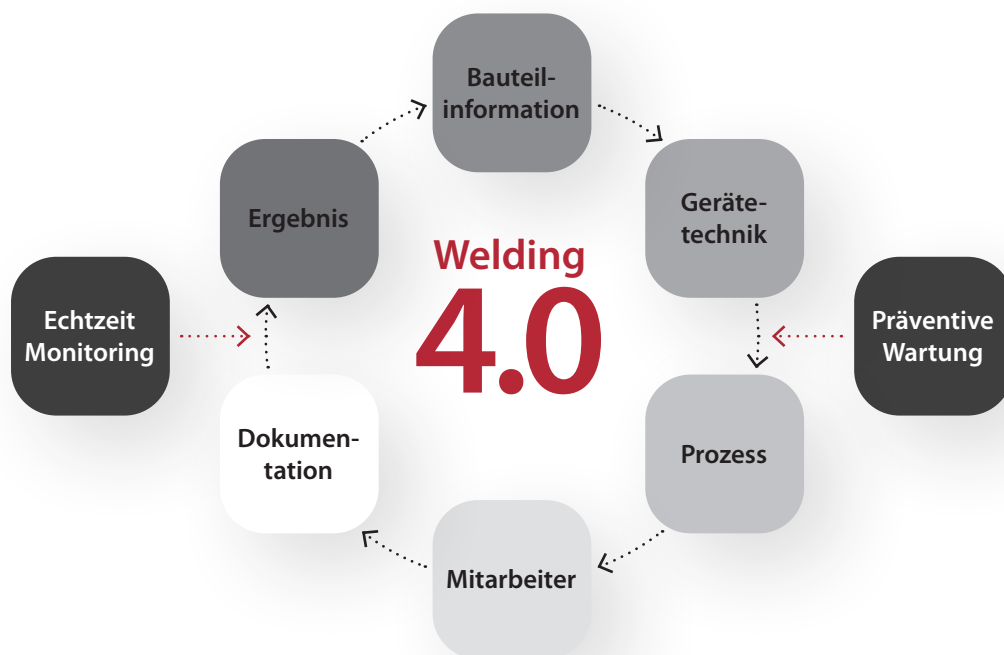 Bauteil-
information
Geräte-
technik
Ergebnis
Welding
4.0
Echtzeit
Monitoring
Präventive
Wartung
Dokumen-
tation
Prozess
Mitarbeiter